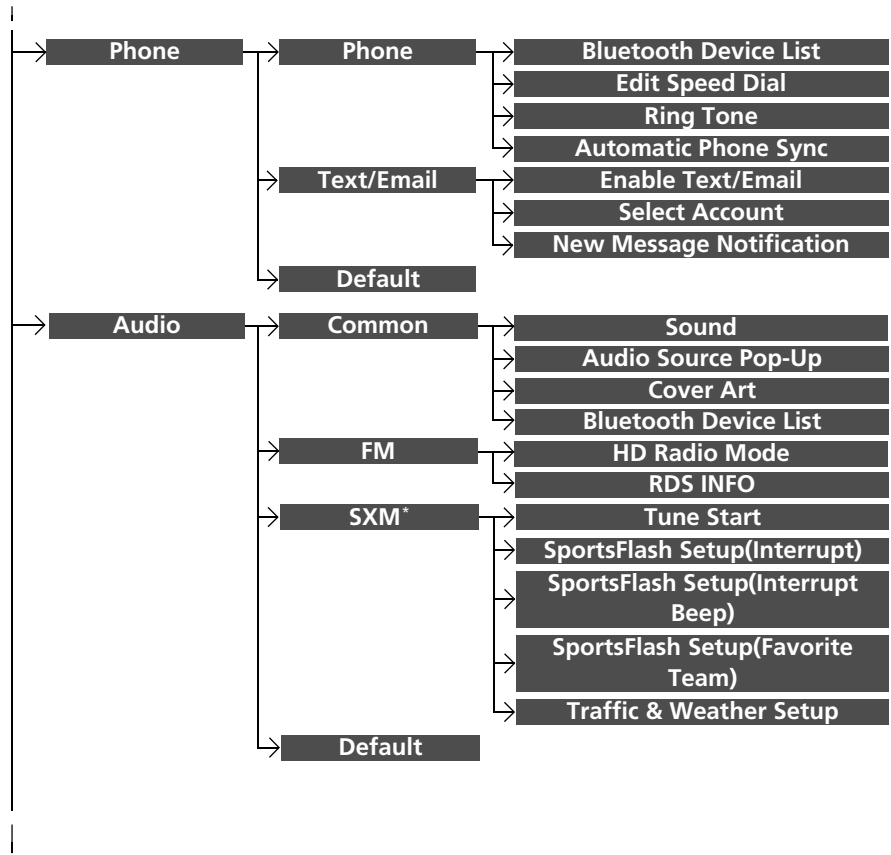 Phone
Phone
Bluetooth Device List
Edit Speed Dial
Ring Tone
Automatic Phone Sync
Text/Email
Enable Text/Email
Select Account
New Message Notification
Default
Audio
Common
Sound
Audio Source Pop-Up
Cover Art
Bluetooth Device List
FM
HD Radio Mode
RDS INFO
SXM*
Tune Start
SportsFlash Setup(Interrupt)
SportsFlash Setup(Interrupt
Beep)
SportsFlash Setup(Favorite
Team)
Traffic & Weather Setup
Default